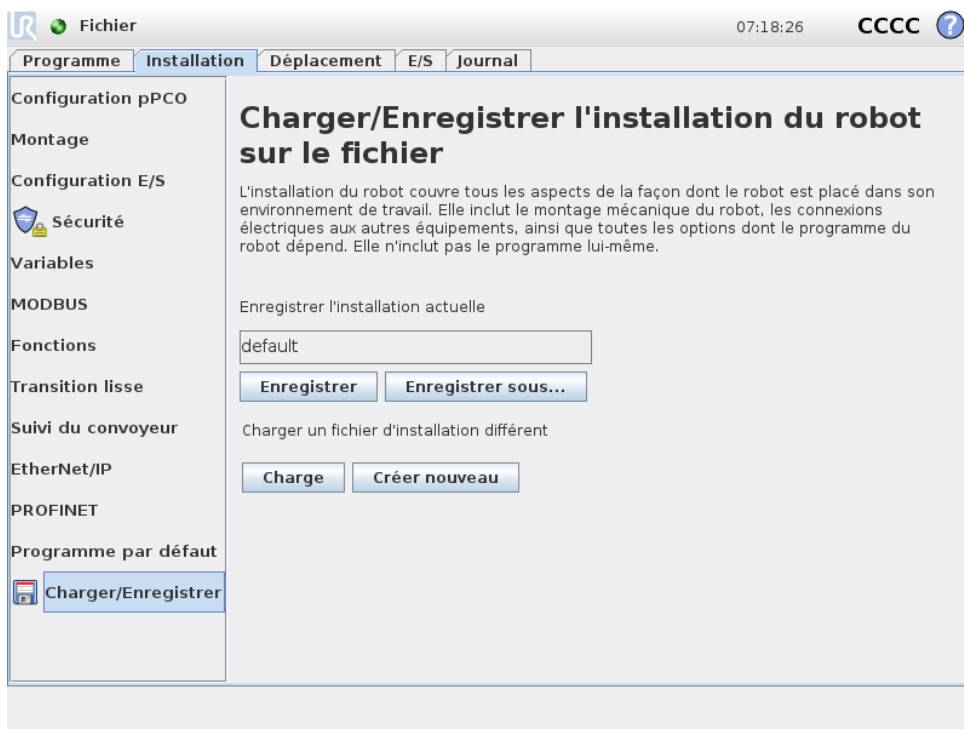 UR Fichier 07:18:26 CCCC ?
Programme Installation Déplacement E/S Journal
Configuration pPCO
Montage
Configuration E/S
Sécurité
Variables
MODBUS
Fonctions
Transition lisse
Suivi du convoyeur
EtherNet/IP
PROFINET
Programme par défaut
Charger/Enregistrer
Charger/Enregistrer l'installation du robot
sur le fichier
L'installation du robot couvre tous les aspects de la façon dont le robot est placé dans son
environnement de travail. Elle inclut le montage mécanique du robot, les connexions
électriques aux autres équipements, ainsi que toutes les options dont le programme du
robot dépend. Elle n'inclut pas le programme lui-même.
Enregistrer l'installation actuelle
default
Enregistrer Enregistrer sous...
Charger un fichier d'installation différent
Charge Créer nouveau